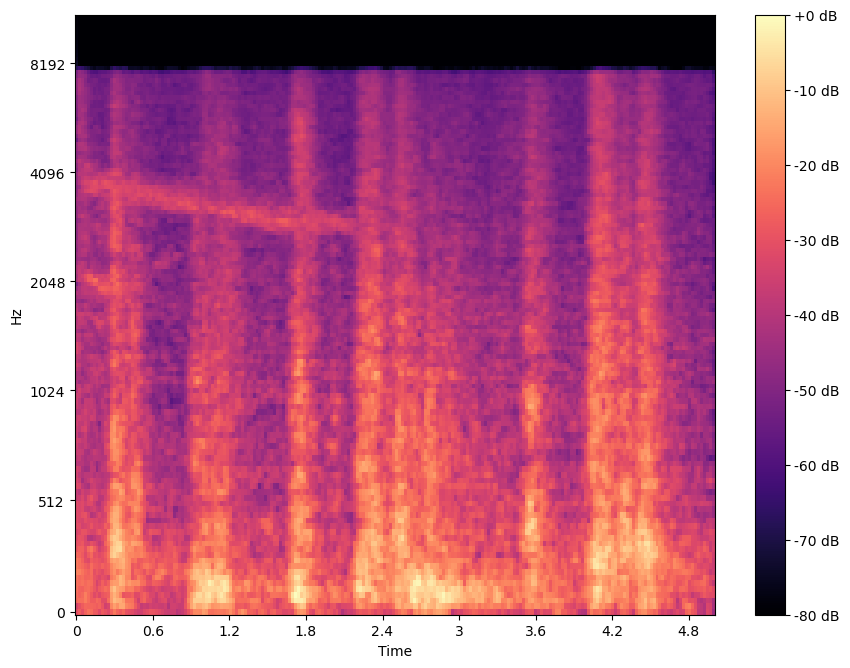 8192
4096
2048
1024
512
0
Hz
0 0.6 1.2 1.8 2.4 3 3.6 4.2 4.8
Time
+0 dB
-10 dB
-20 dB
-30 dB
-40 dB
-50 dB
-60 dB
-70 dB
-80 dB